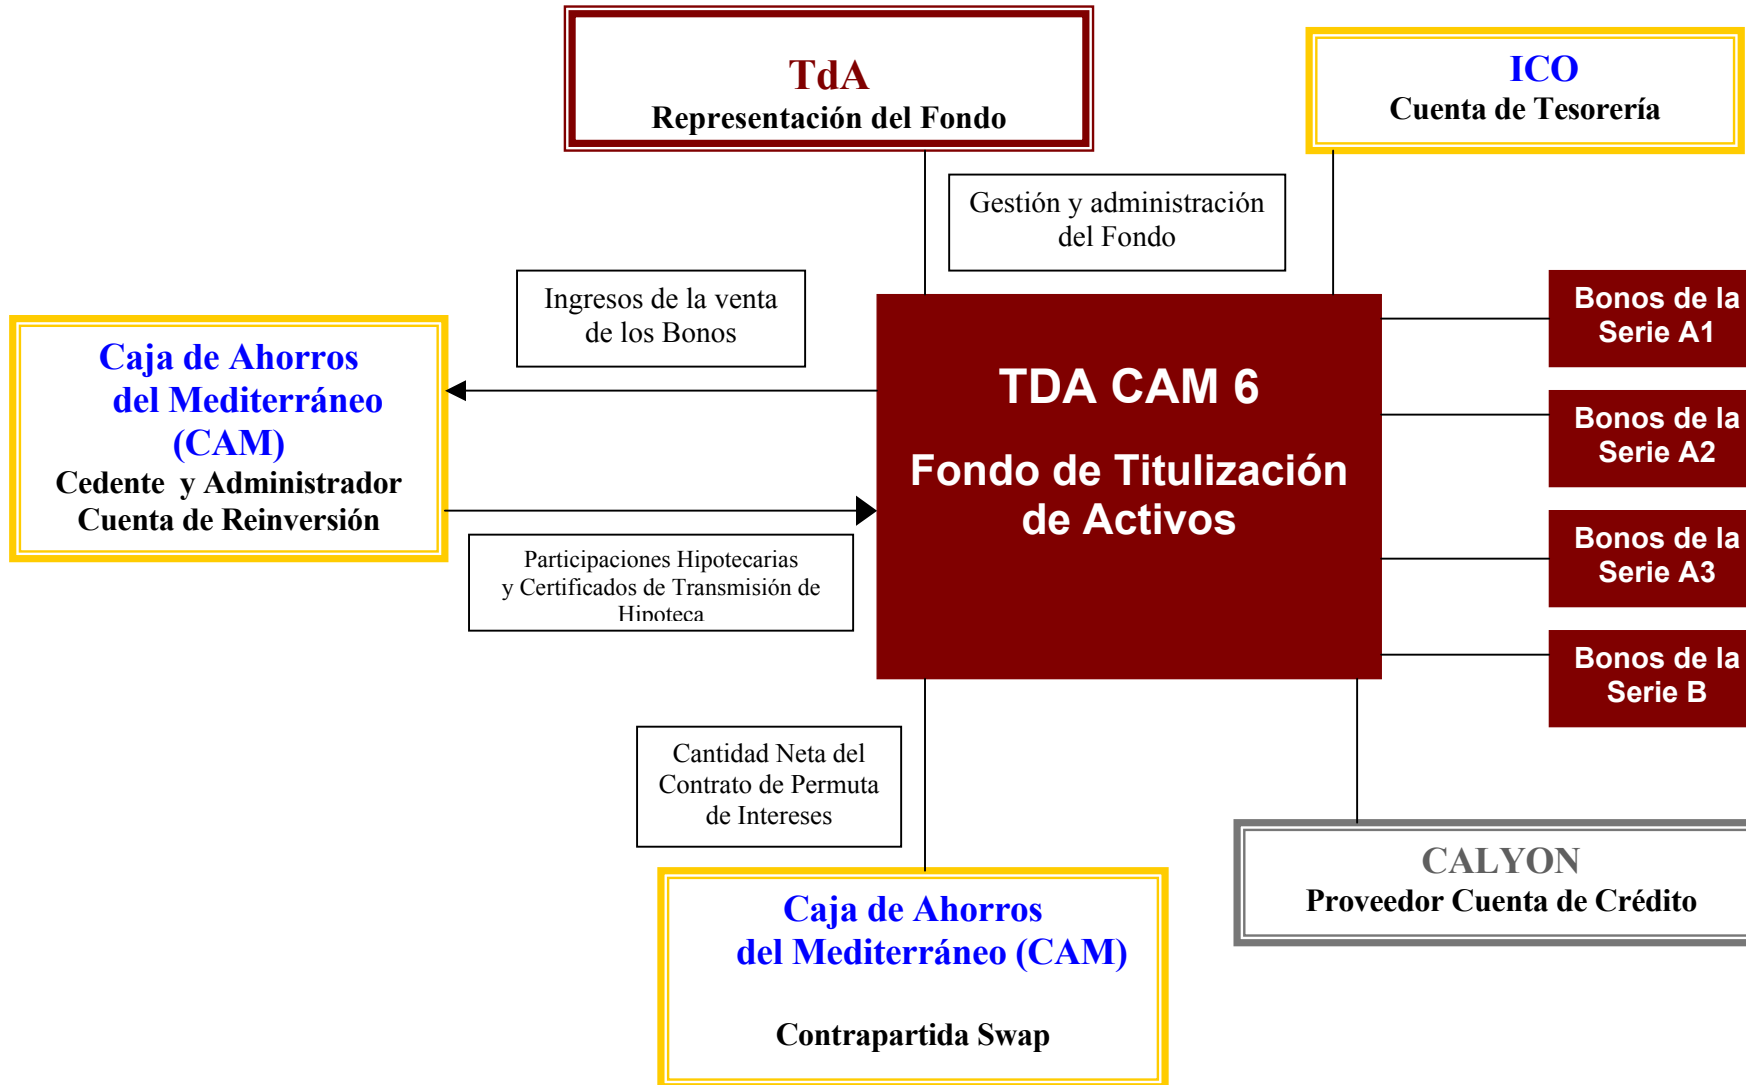 TdA
Representación del Fondo
ICO
Cuenta de Tesorería
Gestión y administración
del Fondo
Ingresos de la venta
de los Bonos
Caja de Ahorros
del Mediterráneo
(CAM)
Cedente y Administrador
Cuenta de Reinversión
TDA CAM 6
Fondo de Titulización
de Activos
Bonos de la
Serie A1
Bonos de la
Serie A2
Bonos de la
Serie A3
Bonos de la
Serie B
Participaciones Hipotecarias
y Certificados de Transmisión de
Hipoteca
Cantidad Neta del
Contrato de Permuta
de Intereses
CALYON
Proveedor Cuenta de Crédito
Caja de Ahorros
del Mediterráneo (CAM)
Contrapartida Swap